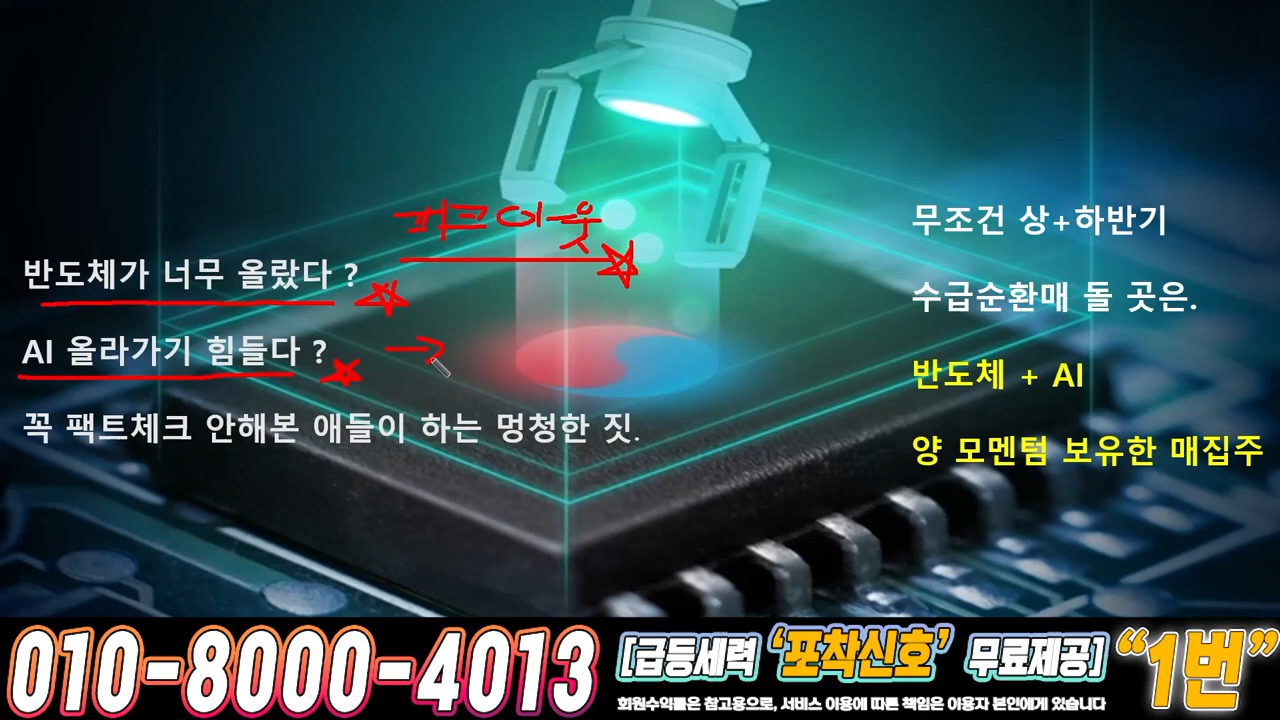 반도체가 너무 올랐다 ?
AI 올라가기 힘들다 ?
꼭 팩트체크 안해본 애들이 하는 멍청한 짓.
무조건 상+하반기
수급순환매 돌 곳은.
반도체 + AI
양 모멘텀 보유한 매집주
010-8000-4013
[급등세력 '포착신호' 무료제공] "1번"
회원수익률은 참고용으로, 서비스 이용에 따른 책임은 이용자 본인에게 있습니다